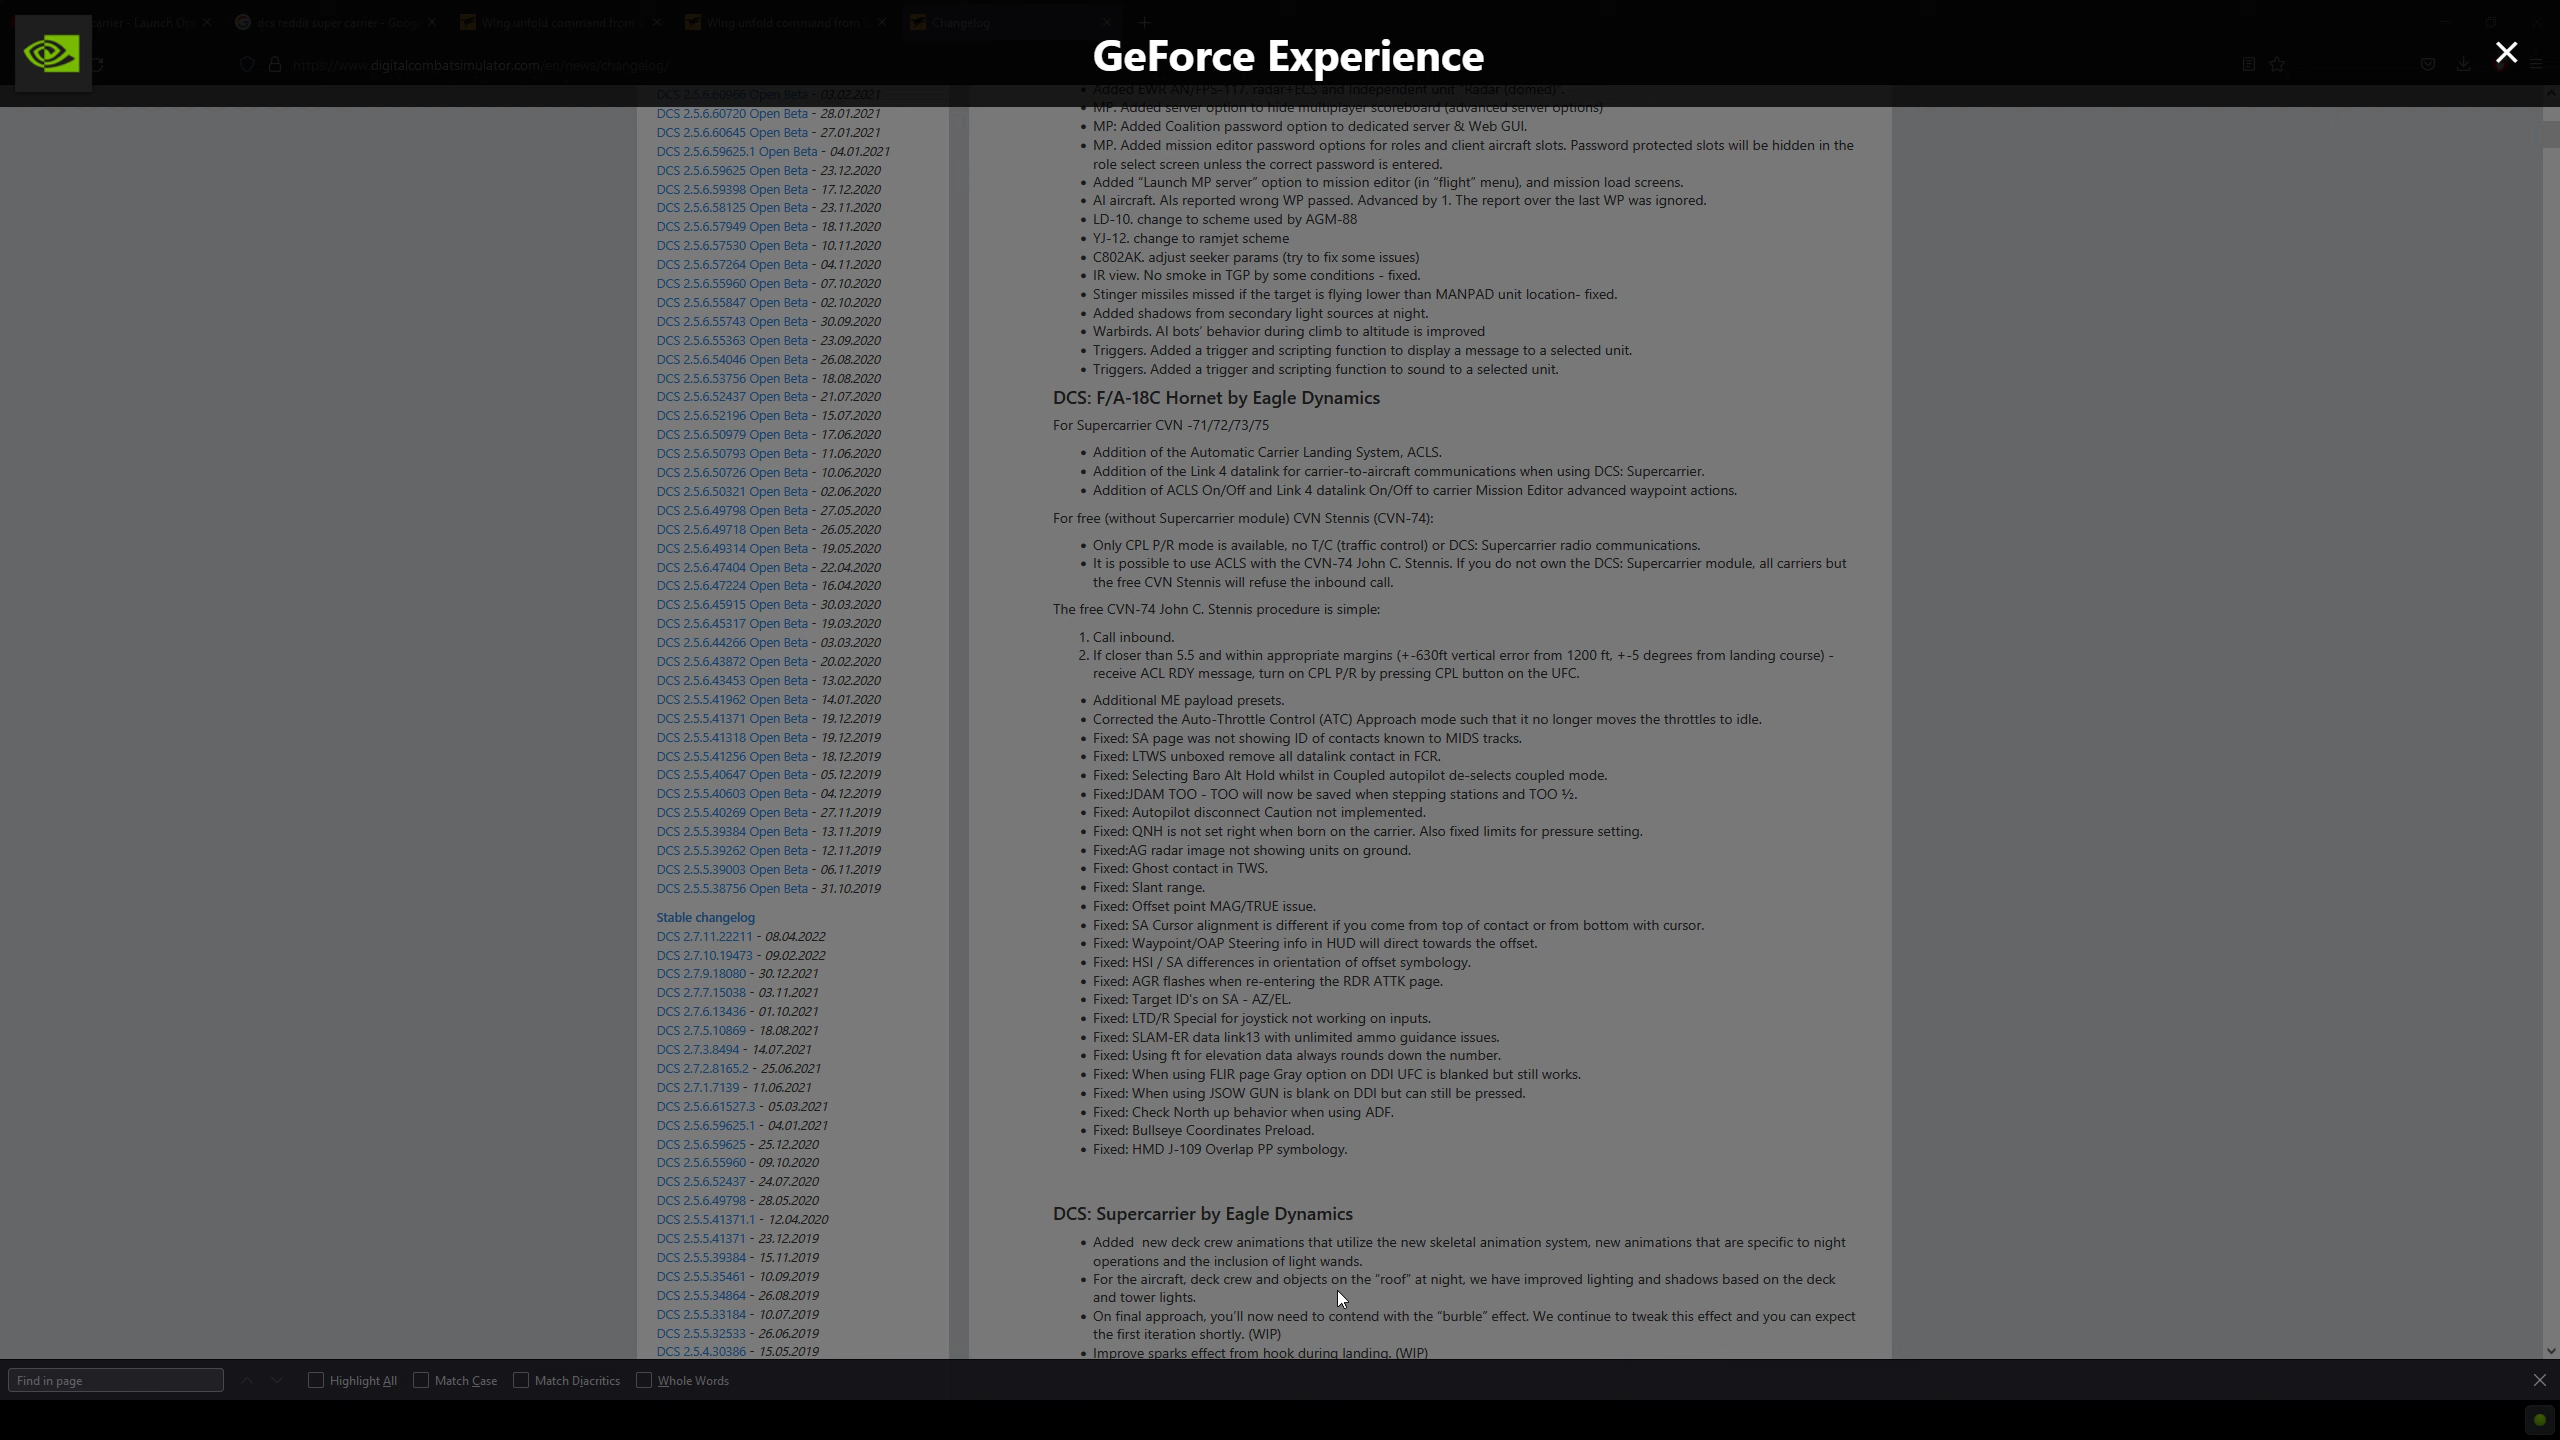 arrier - Launch Op
dcs reddit super carrier - Goog
Wing unfold command from
Wing unfold command from
Changelog
GeForce Experience
https://www.digitalcombatsimulator.com/en/news/changelog/
DCS 2.5.6.60966 Open Beta - 03.02.2021
DCS 2.5.6.60720 Open Beta - 28.01.2021
DCS 2.5.6.60645 Open Beta - 27.01.2021
DCS 2.5.6.59625.1 Open Beta - 04.01.2021
DCS 2.5.6.59625 Open Beta - 23.12.2020
DCS 2.5.6.59398 Open Beta - 17.12.2020
DCS 2.5.6.58125 Open Beta - 23.11.2020
DCS 2.5.6.57949 Open Beta - 18.11.2020
DCS 2.5.6.57530 Open Beta - 10.11.2020
DCS 2.5.6.57264 Open Beta - 04.11.2020
DCS 2.5.6.55960 Open Beta - 07.10.2020
DCS 2.5.6.55847 Open Beta - 02.10.2020
DCS 2.5.6.55743 Open Beta - 30.09.2020
DCS 2.5.6.55363 Open Beta - 23.09.2020
DCS 2.5.6.54046 Open Beta - 26.08.2020
DCS 2.5.6.53756 Open Beta - 18.08.2020
DCS 2.5.6.52437 Open Beta - 21.07.2020
DCS 2.5.6.52196 Open Beta - 15.07.2020
DCS 2.5.6.50979 Open Beta - 17.06.2020
DCS 2.5.6.50793 Open Beta - 11.06.2020
DCS 2.5.6.50726 Open Beta - 10.06.2020
DCS 2.5.6.50321 Open Beta - 02.06.2020
DCS 2.5.6.49798 Open Beta - 27.05.2020
DCS 2.5.6.49718 Open Beta - 26.05.2020
DCS 2.5.6.49314 Open Beta - 19.05.2020
DCS 2.5.6.47404 Open Beta - 22.04.2020
DCS 2.5.6.47224 Open Beta - 16.04.2020
DCS 2.5.6.45915 Open Beta - 30.03.2020
DCS 2.5.6.45317 Open Beta - 19.03.2020
DCS 2.5.6.44266 Open Beta - 03.03.2020
DCS 2.5.6.43872 Open Beta - 20.02.2020
DCS 2.5.6.43453 Open Beta - 13.02.2020
DCS 2.5.5.41962 Open Beta - 14.01.2020
DCS 2.5.5.41371 Open Beta - 19.12.2019
DCS 2.5.5.41318 Open Beta - 19.12.2019
DCS 2.5.5.41256 Open Beta - 18.12.2019
DCS 2.5.5.40647 Open Beta - 05.12.2019
DCS 2.5.5.40603 Open Beta - 04.12.2019
DCS 2.5.5.40269 Open Beta - 27.11.2019
DCS 2.5.5.39384 Open Beta - 13.11.2019
DCS 2.5.5.39262 Open Beta - 12.11.2019
DCS 2.5.5.39003 Open Beta - 06.11.2019
DCS 2.5.5.38756 Open Beta - 31.10.2019
Stable changelog
DCS 2.7.11.22211 - 08.04.2022
DCS 2.7.10.19473 - 09.02.2022
DCS 2.7.9.18080 - 30.12.2021
DCS 2.7.7.15038 - 03.11.2021
DCS 2.7.6.13436 - 01.10.2021
DCS 2.7.5.10869 - 18.08.2021
DCS 2.7.3.8494 - 14.07.2021
DCS 2.7.2.8165.2 - 25.06.2021
DCS 2.7.1.7139 - 11.06.2021
DCS 2.5.6.61527.3 - 05.03.2021
DCS 2.5.6.59625.1 - 04.01.2021
DCS 2.5.6.59625 - 25.12.2020
DCS 2.5.6.55960 - 09.10.2020
DCS 2.5.6.52437 - 24.07.2020
DCS 2.5.6.49798 - 28.05.2020
DCS 2.5.5.41371.1 - 12.04.2020
DCS 2.5.5.41371 - 23.12.2019
DCS 2.5.5.39384 - 15.11.2019
DCS 2.5.5.35461 - 10.09.2019
DCS 2.5.5.34864 - 26.08.2019
DCS 2.5.5.33184 - 10.07.2019
DCS 2.5.5.32533 - 26.06.2019
DCS 2.5.4.30386 - 15.05.2019
• Added EWR AN/FPS-117. radar+ECS and Independent unit "Radar (domed)".
• MP. Added server option to hide multiplayer scoreboard (advanced server options)
• MP: Added Coalition password option to dedicated server & Web GUI.
• MP. Added mission editor password options for roles and client aircraft slots. Password protected slots will be hidden in the
role select screen unless the correct password is entered.
• Added “Launch MP server” option to mission editor (in “flight” menu), and mission load screens.
• AI aircraft. AIs reported wrong WP passed. Advanced by 1. The report over the last WP was ignored.
• LD-10. change to scheme used by AGM-88
• YJ-12. change to ramjet scheme
• C802AK. adjust seeker params (try to fix some issues)
• IR view. No smoke in TGP by some conditions - fixed.
• Stinger missiles missed if the target is flying lower than MANPAD unit location- fixed.
• Added shadows from secondary light sources at night.
• Warbirds. AI bots’ behavior during climb to altitude is improved
• Triggers. Added a trigger and scripting function to display a message to a selected unit.
• Triggers. Added a trigger and scripting function to sound to a selected unit.
DCS: F/A-18C Hornet by Eagle Dynamics
For Supercarrier CVN -71/72/73/75
• Addition of the Automatic Carrier Landing System, ACLS.
• Addition of the Link 4 datalink for carrier-to-aircraft communications when using DCS: Supercarrier.
• Addition of ACLS On/Off and Link 4 datalink On/Off to carrier Mission Editor advanced waypoint actions.
For free (without Supercarrier module) CVN Stennis (CVN-74):
• Only CPL P/R mode is available, no T/C (traffic control) or DCS: Supercarrier radio communications.
• It is possible to use ACLS with the CVN-74 John C. Stennis. If you do not own the DCS: Supercarrier module, all carriers but
the free CVN Stennis will refuse the inbound call.
The free CVN-74 John C. Stennis procedure is simple:
1. Call inbound.
2. If closer than 5.5 and within appropriate margins (+-630ft vertical error from 1200 ft, +-5 degrees from landing course) -
receive ACL RDY message, turn on CPL P/R by pressing CPL button on the UFC.
• Additional ME payload presets.
• Corrected the Auto-Throttle Control (ATC) Approach mode such that it no longer moves the throttles to idle.
• Fixed: SA page was not showing ID of contacts known to MIDS tracks.
• Fixed: LTWS unboxed remove all datalink contact in FCR.
• Fixed: Selecting Baro Alt Hold whilst in Coupled autopilot de-selects coupled mode.
• Fixed:JDAM TOO - TOO will now be saved when stepping stations and TOO ½.
• Fixed: Autopilot disconnect Caution not implemented.
• Fixed: QNH is not set right when born on the carrier. Also fixed limits for pressure setting.
• Fixed:AG radar image not showing units on ground.
• Fixed: Ghost contact in TWS.
• Fixed: Slant range.
• Fixed: Offset point MAG/TRUE issue.
• Fixed: SA Cursor alignment is different if you come from top of contact or from bottom with cursor.
• Fixed: Waypoint/OAP Steering info in HUD will direct towards the offset.
• Fixed: HSI / SA differences in orientation of offset symbology.
• Fixed: AGR flashes when re-entering the RDR ATTK page.
• Fixed: Target ID's on SA - AZ/EL.
• Fixed: LTD/R Special for joystick not working on inputs.
• Fixed: SLAM-ER data link13 with unlimited ammo guidance issues.
• Fixed: Using ft for elevation data always rounds down the number.
• Fixed: When using FLIR page Gray option on DDI UFC is blanked but still works.
• Fixed: When using JSOW GUN is blank on DDI but can still be pressed.
• Fixed: Check North up behavior when using ADF.
• Fixed: Bullseye Coordinates Preload.
• Fixed: HMD J-109 Overlap PP symbology.
DCS: Supercarrier by Eagle Dynamics
• Added  new deck crew animations that utilize the new skeletal animation system, new animations that are specific to night
operations and the inclusion of light wands.
• For the aircraft, deck crew and objects on the “roof” at night, we have improved lighting and shadows based on the deck
and tower lights.
• On final approach, you’ll now need to contend with the “burble” effect. We continue to tweak this effect and you can expect
the first iteration shortly. (WIP)
• Improve sparks effect from hook during landing. (WIP)
Find in page
Highlight All
Match Case
Match Diacritics
Whole Words